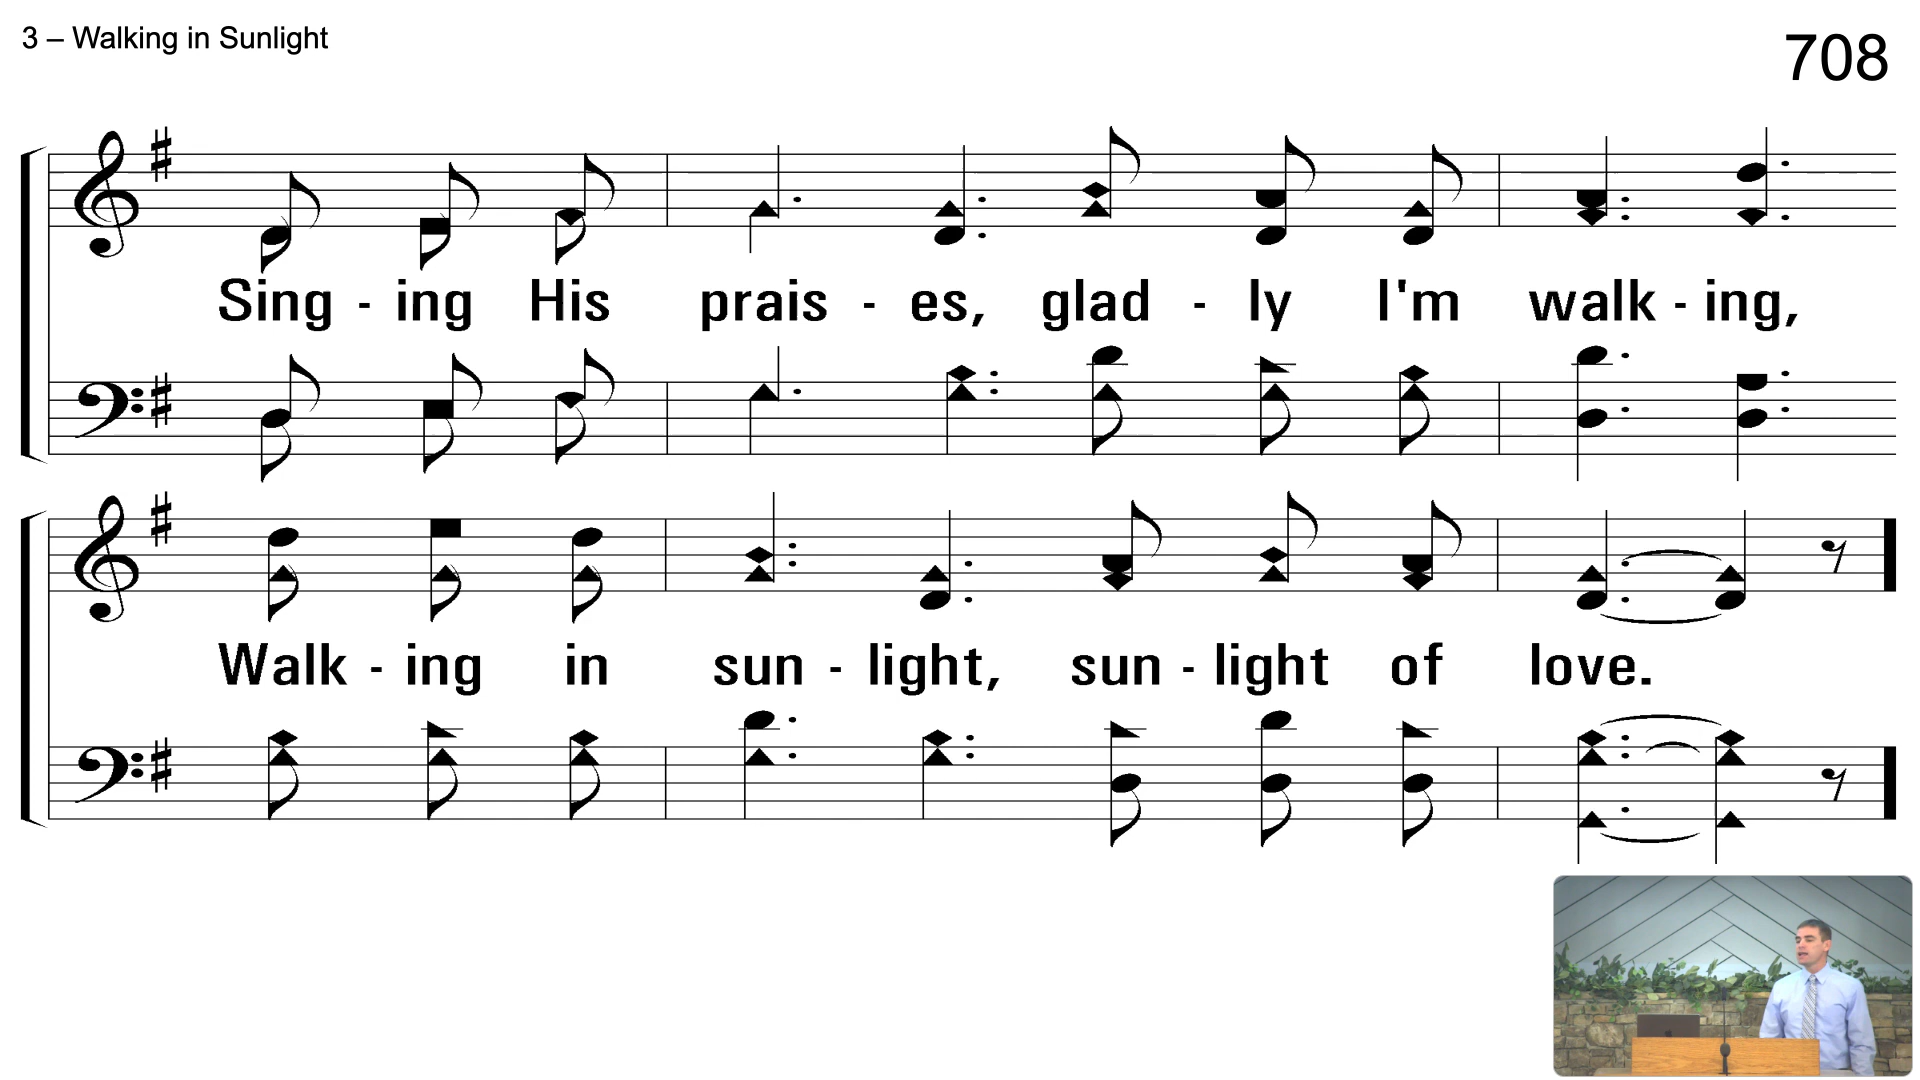 3 – Walking in Sunlight
708
Sing - ing His prais - es, glad - ly I'm walk - ing,
Walk - ing in sun - light, sun - light of love.